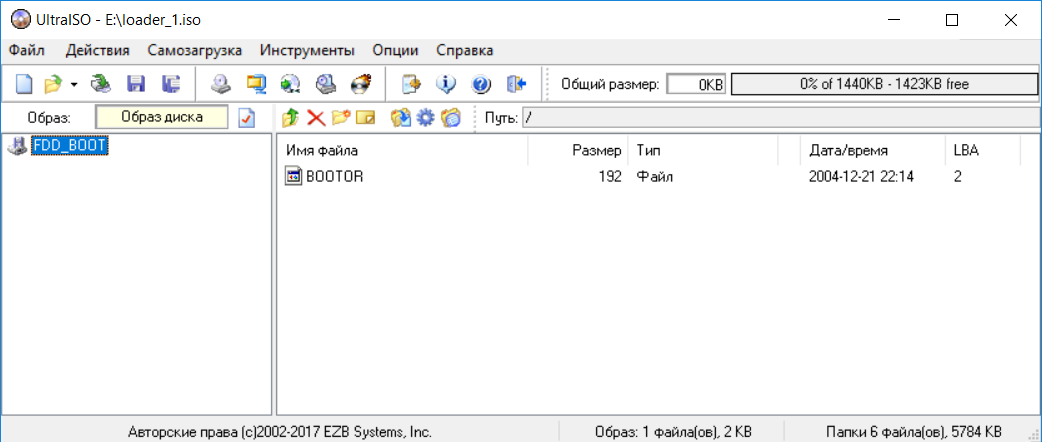 UltraISO - E:\loader_1.iso
Файл Действия Самозагрузка Инструменты Опции Справка
Общий размер: 0KB 0% of 1440KB - 1423KB free
Образ: Образ диска Путь: /
FDD_BOOT
Имя файла Размер Тип Дата/время LBA
BOOTOR 192 Файл 2004-12-21 22:14 2
Авторские права (c)2002-2017 EZB Systems, Inc. Образ: 1 файла(ов), 2 KB Папки 6 файла(ов), 5784 KB